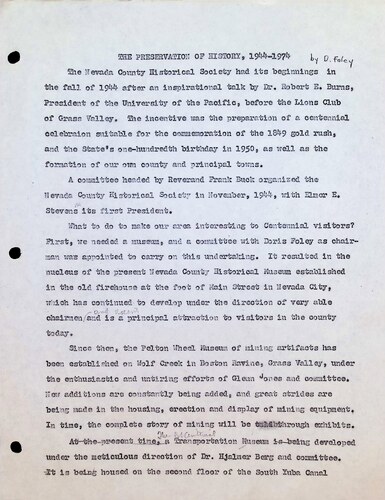 THE PRESERVATION OF HISTORY, 1944-1974 by D. Foley
The Nevada County Historical Society had its beginnings in
the fall of 1944 after an inspirational talk by Dr. Robert E. Burns,
President of the University of the Pacific, before the Lions Club
of Grass Valley. The incentive was the preparation of a centennial
celebraion suitable for the commemoration of the 1849 gold rush,
and the State's one-hundredth birthday in 1950, as well as the
formation of our own county and principal towns.
A committee headed by Reverand Frank Buck organized the
Nevada County Historical Society in November, 1944, with Elmer E.
Stevens its first President.
What to do to make our area interesting to Centennial visitors?
First, we needed a museum, and a committee with Doris Foley as chair-
man was appointed to carry on this undertaking. It resulted in the
nucleus of the present Nevada County Historical Museum established
in the old firehouse at the foot of Main Street in Nevada City,
which has continued to develop under the direction of very able
chairmen and is a principal attraction to visitors in the county
today.
Since then, the Pelton Wheel Museum of mining artifacts has
been established on Wolf Creek in Boston Ravine, Grass Valley, under
the enthusiastic and untiring efforts of Glenn Jones and committee.
New additions are constantly being added, and great strides are
being made in the housing, erection and display of mining equipment.
In time, the complete story of mining will be through exhibits.
At the present time, a Transportation Museum is being developed
under the meticulous direction of Dr. Hjalmer Berg and committee.
It is being housed on the second floor of the South Yuba Canal